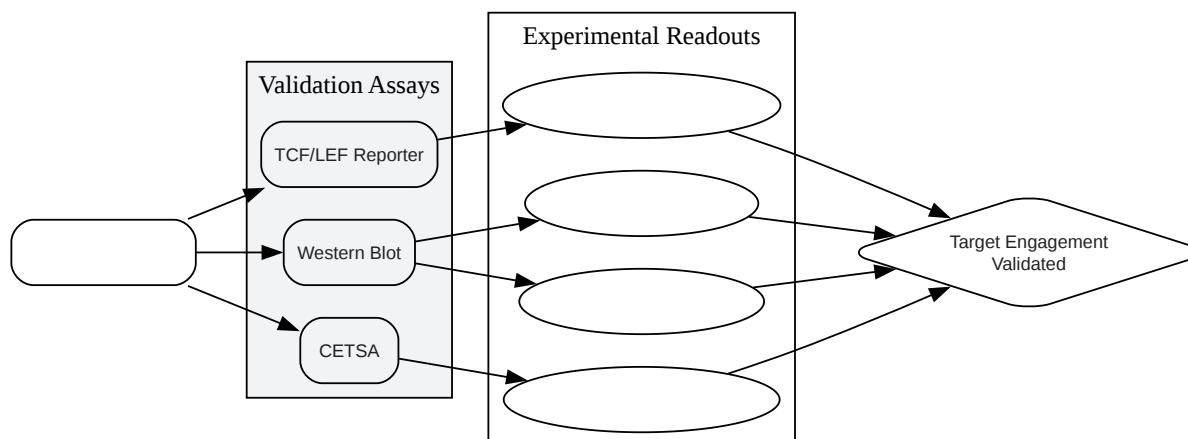 Experimental Readouts
Validation Assays
TCF/LEF Reporter
Western Blot
CETSA
Target Engagement
Validated